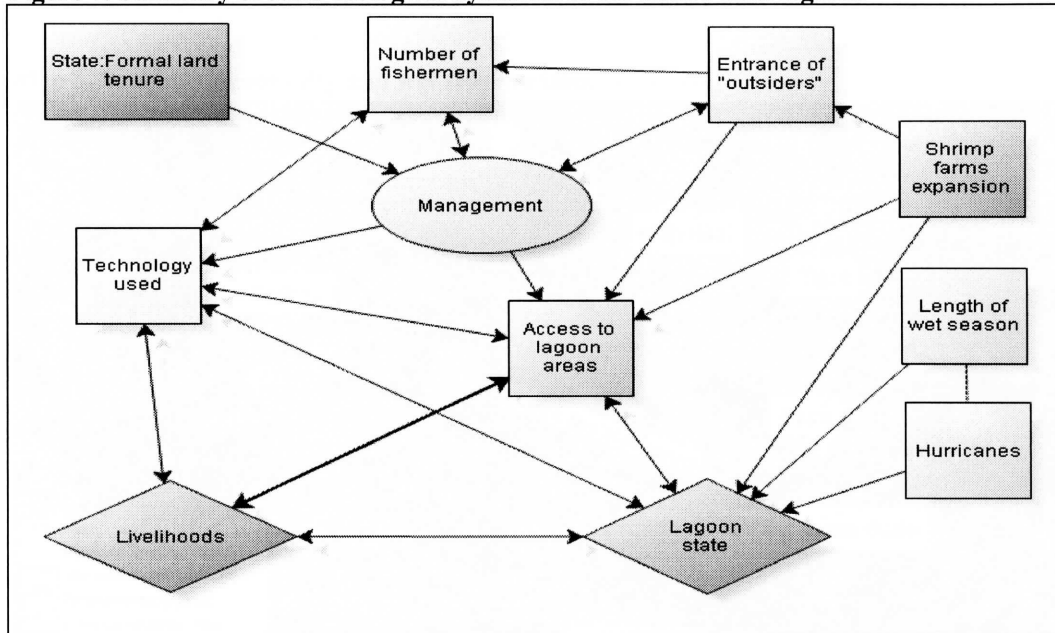 State:Formal land
tenure
Number of
fishermen
Entrance of
"outsiders"
Shrimp
farms
expansion
Management
Technology
used
Length of
wet season
Access to
lagoon
areas
Hurricanes
Livelihoods
Lagoon
state